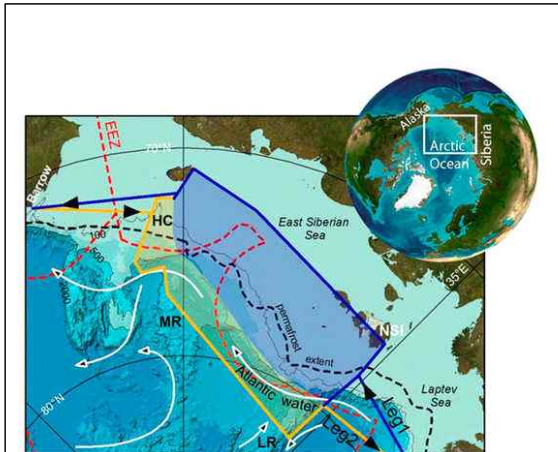 Alaska
Siberia
Arctic
Ocean
EEZ
70°N
Barrow
HC
100
500
2000
East Siberian
Sea
35°E
permafrost
extent
NSI
MR
Laptev
Sea
Atlantic water
Leg1
Leg2
80°N
LR